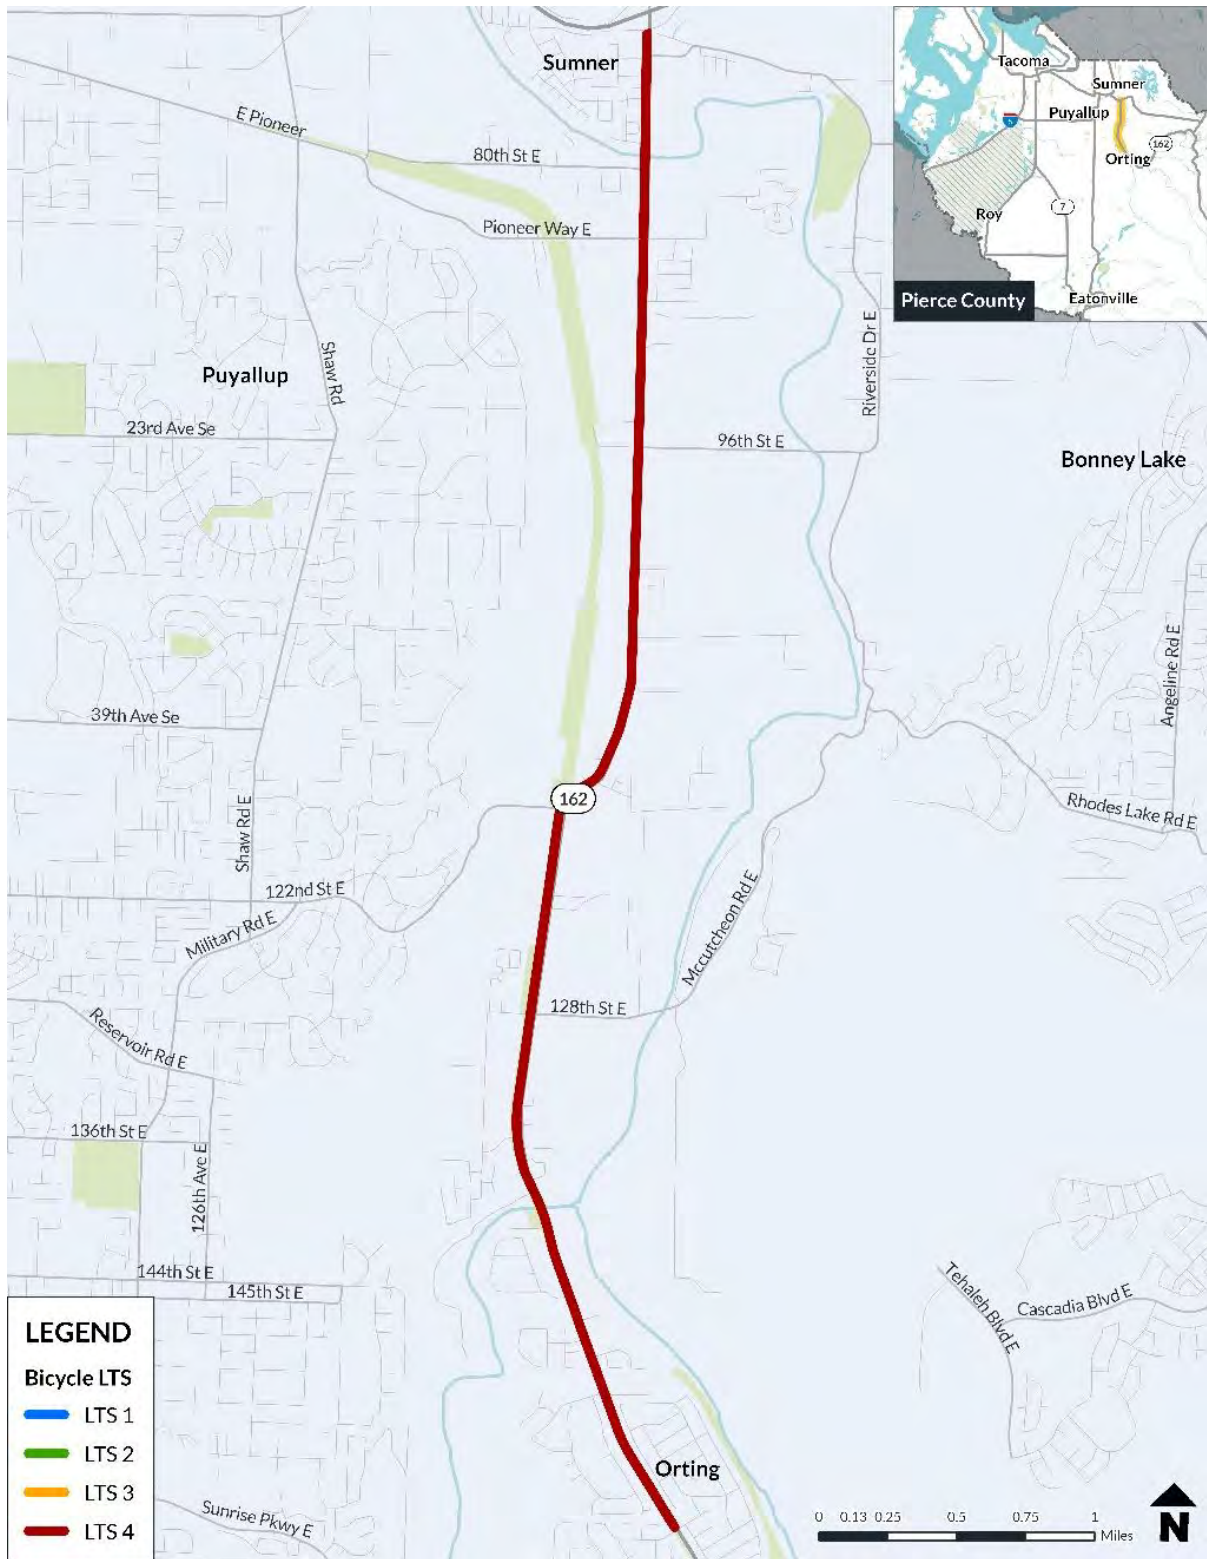 Sumner
E Pioneer
80th St E
Pioneer Way E
Tacoma
Sumner
Puyallup
5
162
Orting
7
Roy
Pierce County
Eatonville
Shaw Rd
Riverside Dr E
Puyallup
23rd Ave Se
96th St E
Bonney Lake
Angeline Rd E
39th Ave Se
162
Rhodes Lake Rd E
Shaw Rd E
122nd St E
Military Rd E
Mccutcheon Rd E
128th St E
Reservoir Rd E
136th St E
126th Ave E
144th St E
145th St E
Tehaleh Blvd E
Cascadia Blvd E
LEGEND
Bicycle LTS
LTS 1
LTS 2
LTS 3
LTS 4
Sunrise Pkwy E
Orting
0 0.13 0.25 0.5 0.75 1
Miles
N